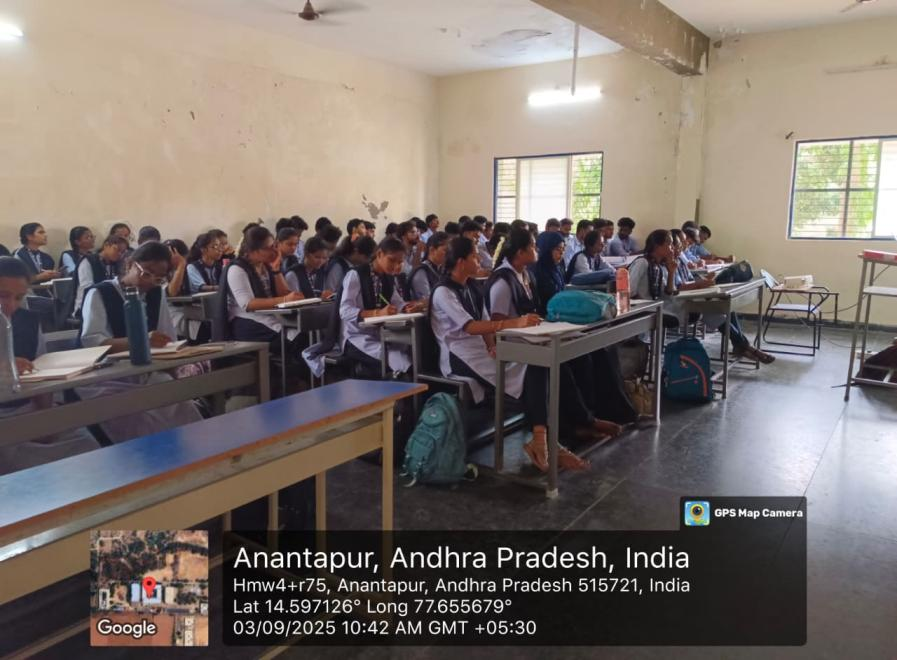 GPS Map Camera
Anantapur, Andhra Pradesh, India
Hmw4+r75, Anantapur, Andhra Pradesh 515721, India
Lat 14.597126° Long 77.655679°
03/09/2025 10:42 AM GMT +05:30
Google